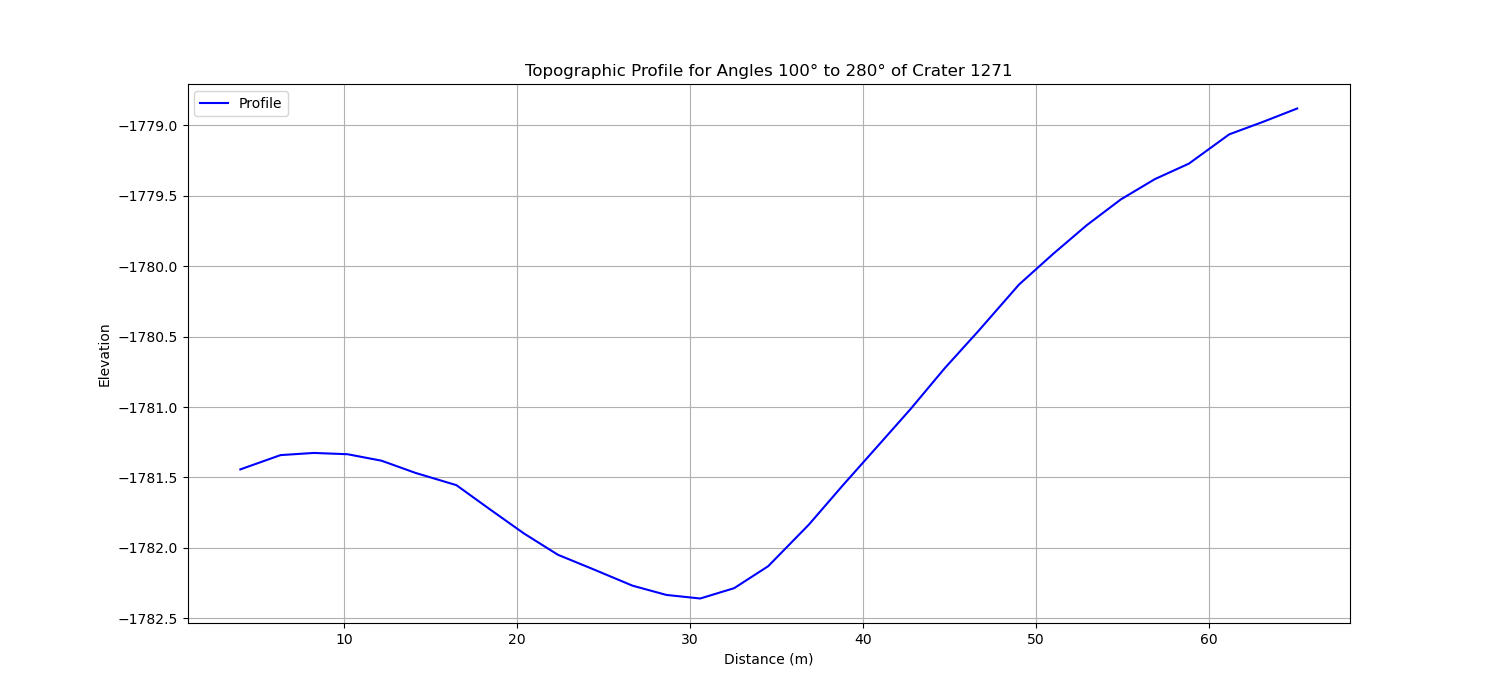 Topographic Profile for Angles 100° to 280° of Crater 1271
Profile
−1779.0
−1779.5
−1780.0
−1780.5
−1781.0
−1781.5
−1782.0
−1782.5
Elevation
10 20 30 40 50 60
Distance (m)